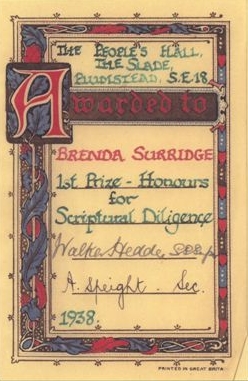 THE PEOPLE'S HALL,
THE SLADE,
PLUMSTEAD, S.E.18.
Awarded to
BRENDA SURRIDGE
1st Prize - Honours
for
Scriptural Diligence
Walter
A. Speight. Sec.
1938.
PRINTED IN GREAT BRITAIN